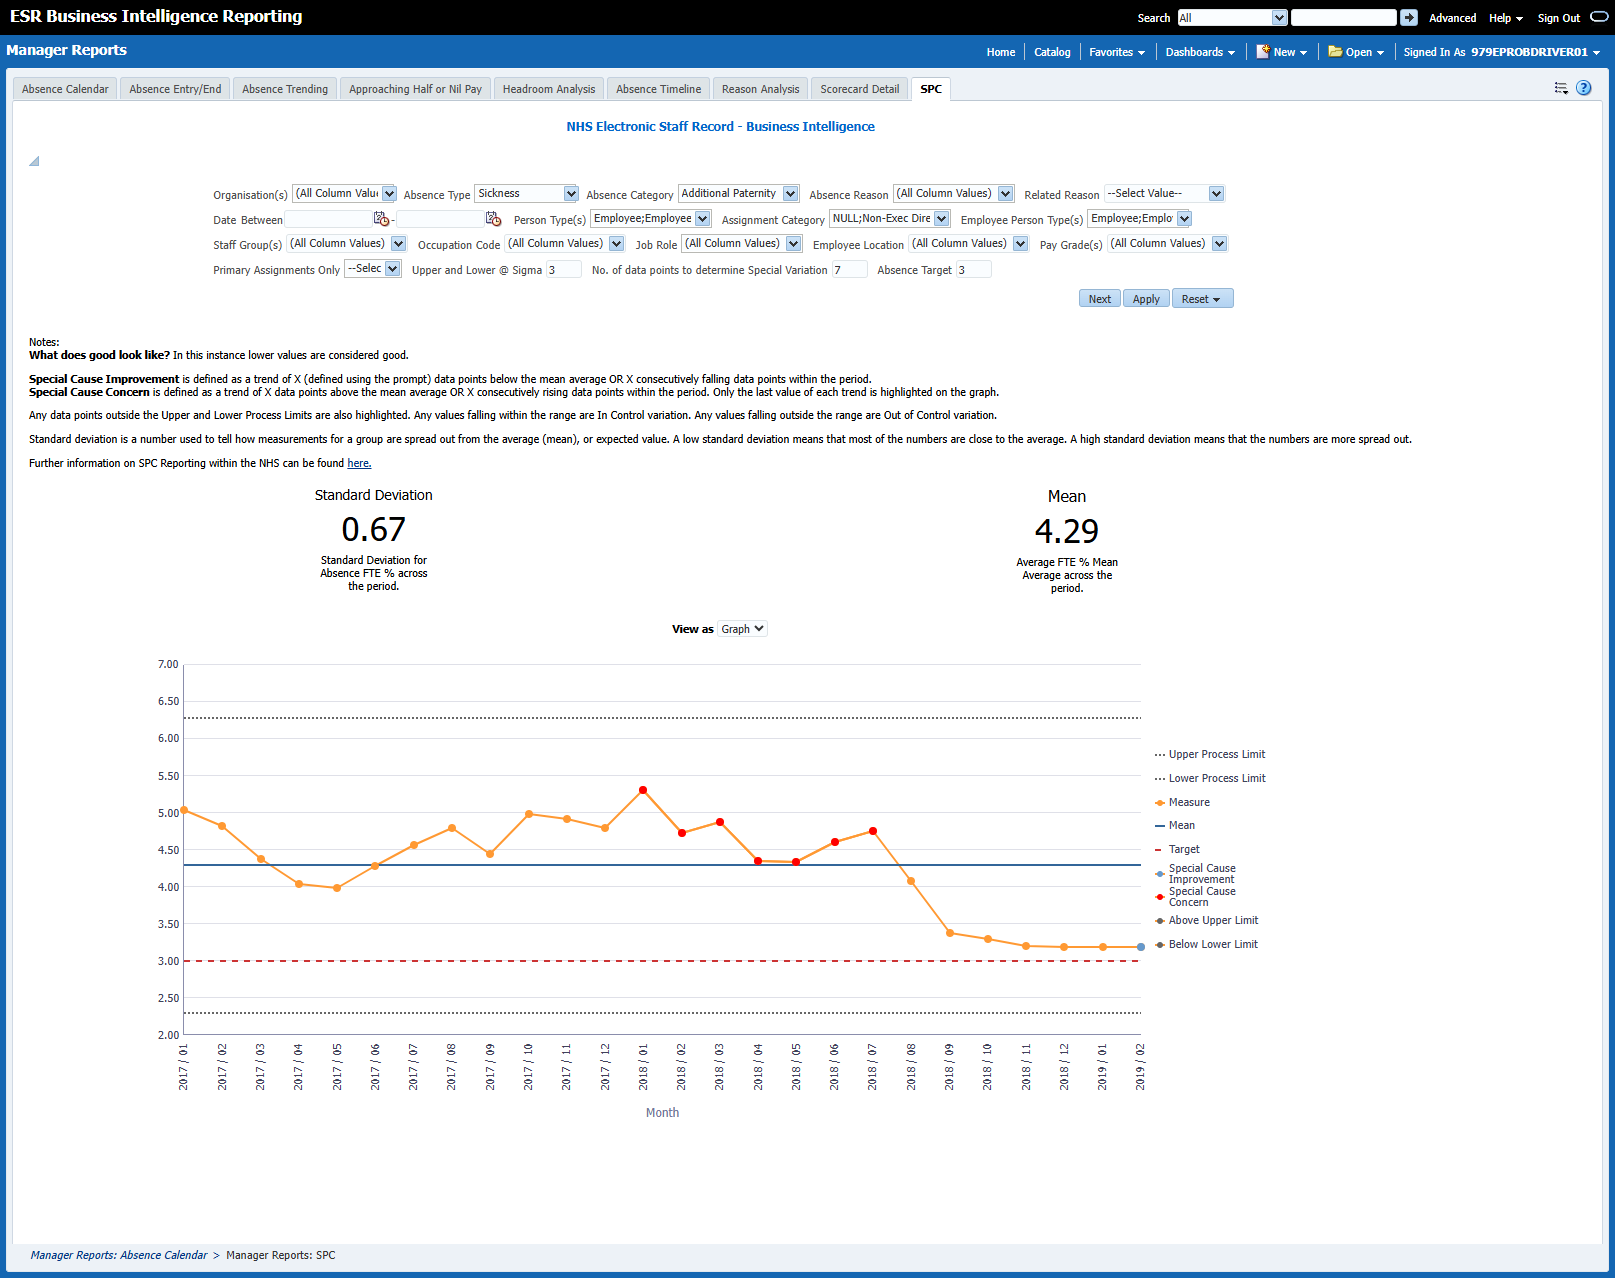 ESR Business Intelligence Reporting
Search All Advanced Help Sign Out
Manager Reports
Home Catalog Favorites Dashboards New Open Signed In As 979EPROBDRIVER01
Absence Calendar Absence Entry/End Absence Trending Approaching Half or Nil Pay Headroom Analysis Absence Timeline Reason Analysis Scorecard Detail SPC
NHS Electronic Staff Record - Business Intelligence
Organisation(s) (All Column Valu Absence Type Sickness Absence Category Additional Paternity Absence Reason (All Column Values) Related Reason --Select Value--
Date Between - Person Type(s) Employee;Employee Assignment Category NULL;Non-Exec Dire Employee Person Type(s) Employee;Emplo
Staff Group(s) (All Column Values) Occupation Code (All Column Values) Job Role (All Column Values) Employee Location (All Column Values) Pay Grade(s) (All Column Values)
Primary Assignments Only --Selec Upper and Lower @ Sigma 3 No. of data points to determine Special Variation 7 Absence Target 3
Next Apply Reset
Notes:
What does good look like? In this instance lower values are considered good.
Special Cause Improvement is defined as a trend of X (defined using the prompt) data points below the mean average OR X consecutively falling data points within the period.
Special Cause Concern is defined as a trend of X data points above the mean average OR X consecutively rising data points within the period. Only the last value of each trend is highlighted on the graph.
Any data points outside the Upper and Lower Process Limits are also highlighted. Any values falling within the range are In Control variation. Any values falling outside the range are Out of Control variation.
Standard deviation is a number used to tell how measurements for a group are spread out from the average (mean), or expected value. A low standard deviation means that most of the numbers are close to the average. A high standard deviation means that the numbers are more spread out.
Further information on SPC Reporting within the NHS can be found here.
Standard Deviation
0.67
Standard Deviation for
Absence FTE % across
the period.
Mean
4.29
Average FTE % Mean
Average across the
period.
View as Graph
7.00
6.50
6.00
5.50
5.00
4.50
4.00
3.50
3.00
2.50
2.00
2017 / 01
2017 / 02
2017 / 03
2017 / 04
2017 / 05
2017 / 06
2017 / 07
2017 / 08
2017 / 09
2017 / 10
2017 / 11
2017 / 12
2018 / 01
2018 / 02
2018 / 03
2018 / 04
2018 / 05
2018 / 06
2018 / 07
2018 / 08
2018 / 09
2018 / 10
2018 / 11
2018 / 12
2019 / 01
2019 / 02
Month
Upper Process Limit
Lower Process Limit
Measure
Mean
Target
Special Cause
Improvement
Special Cause
Concern
Above Upper Limit
Below Lower Limit
Manager Reports: Absence Calendar > Manager Reports: SPC